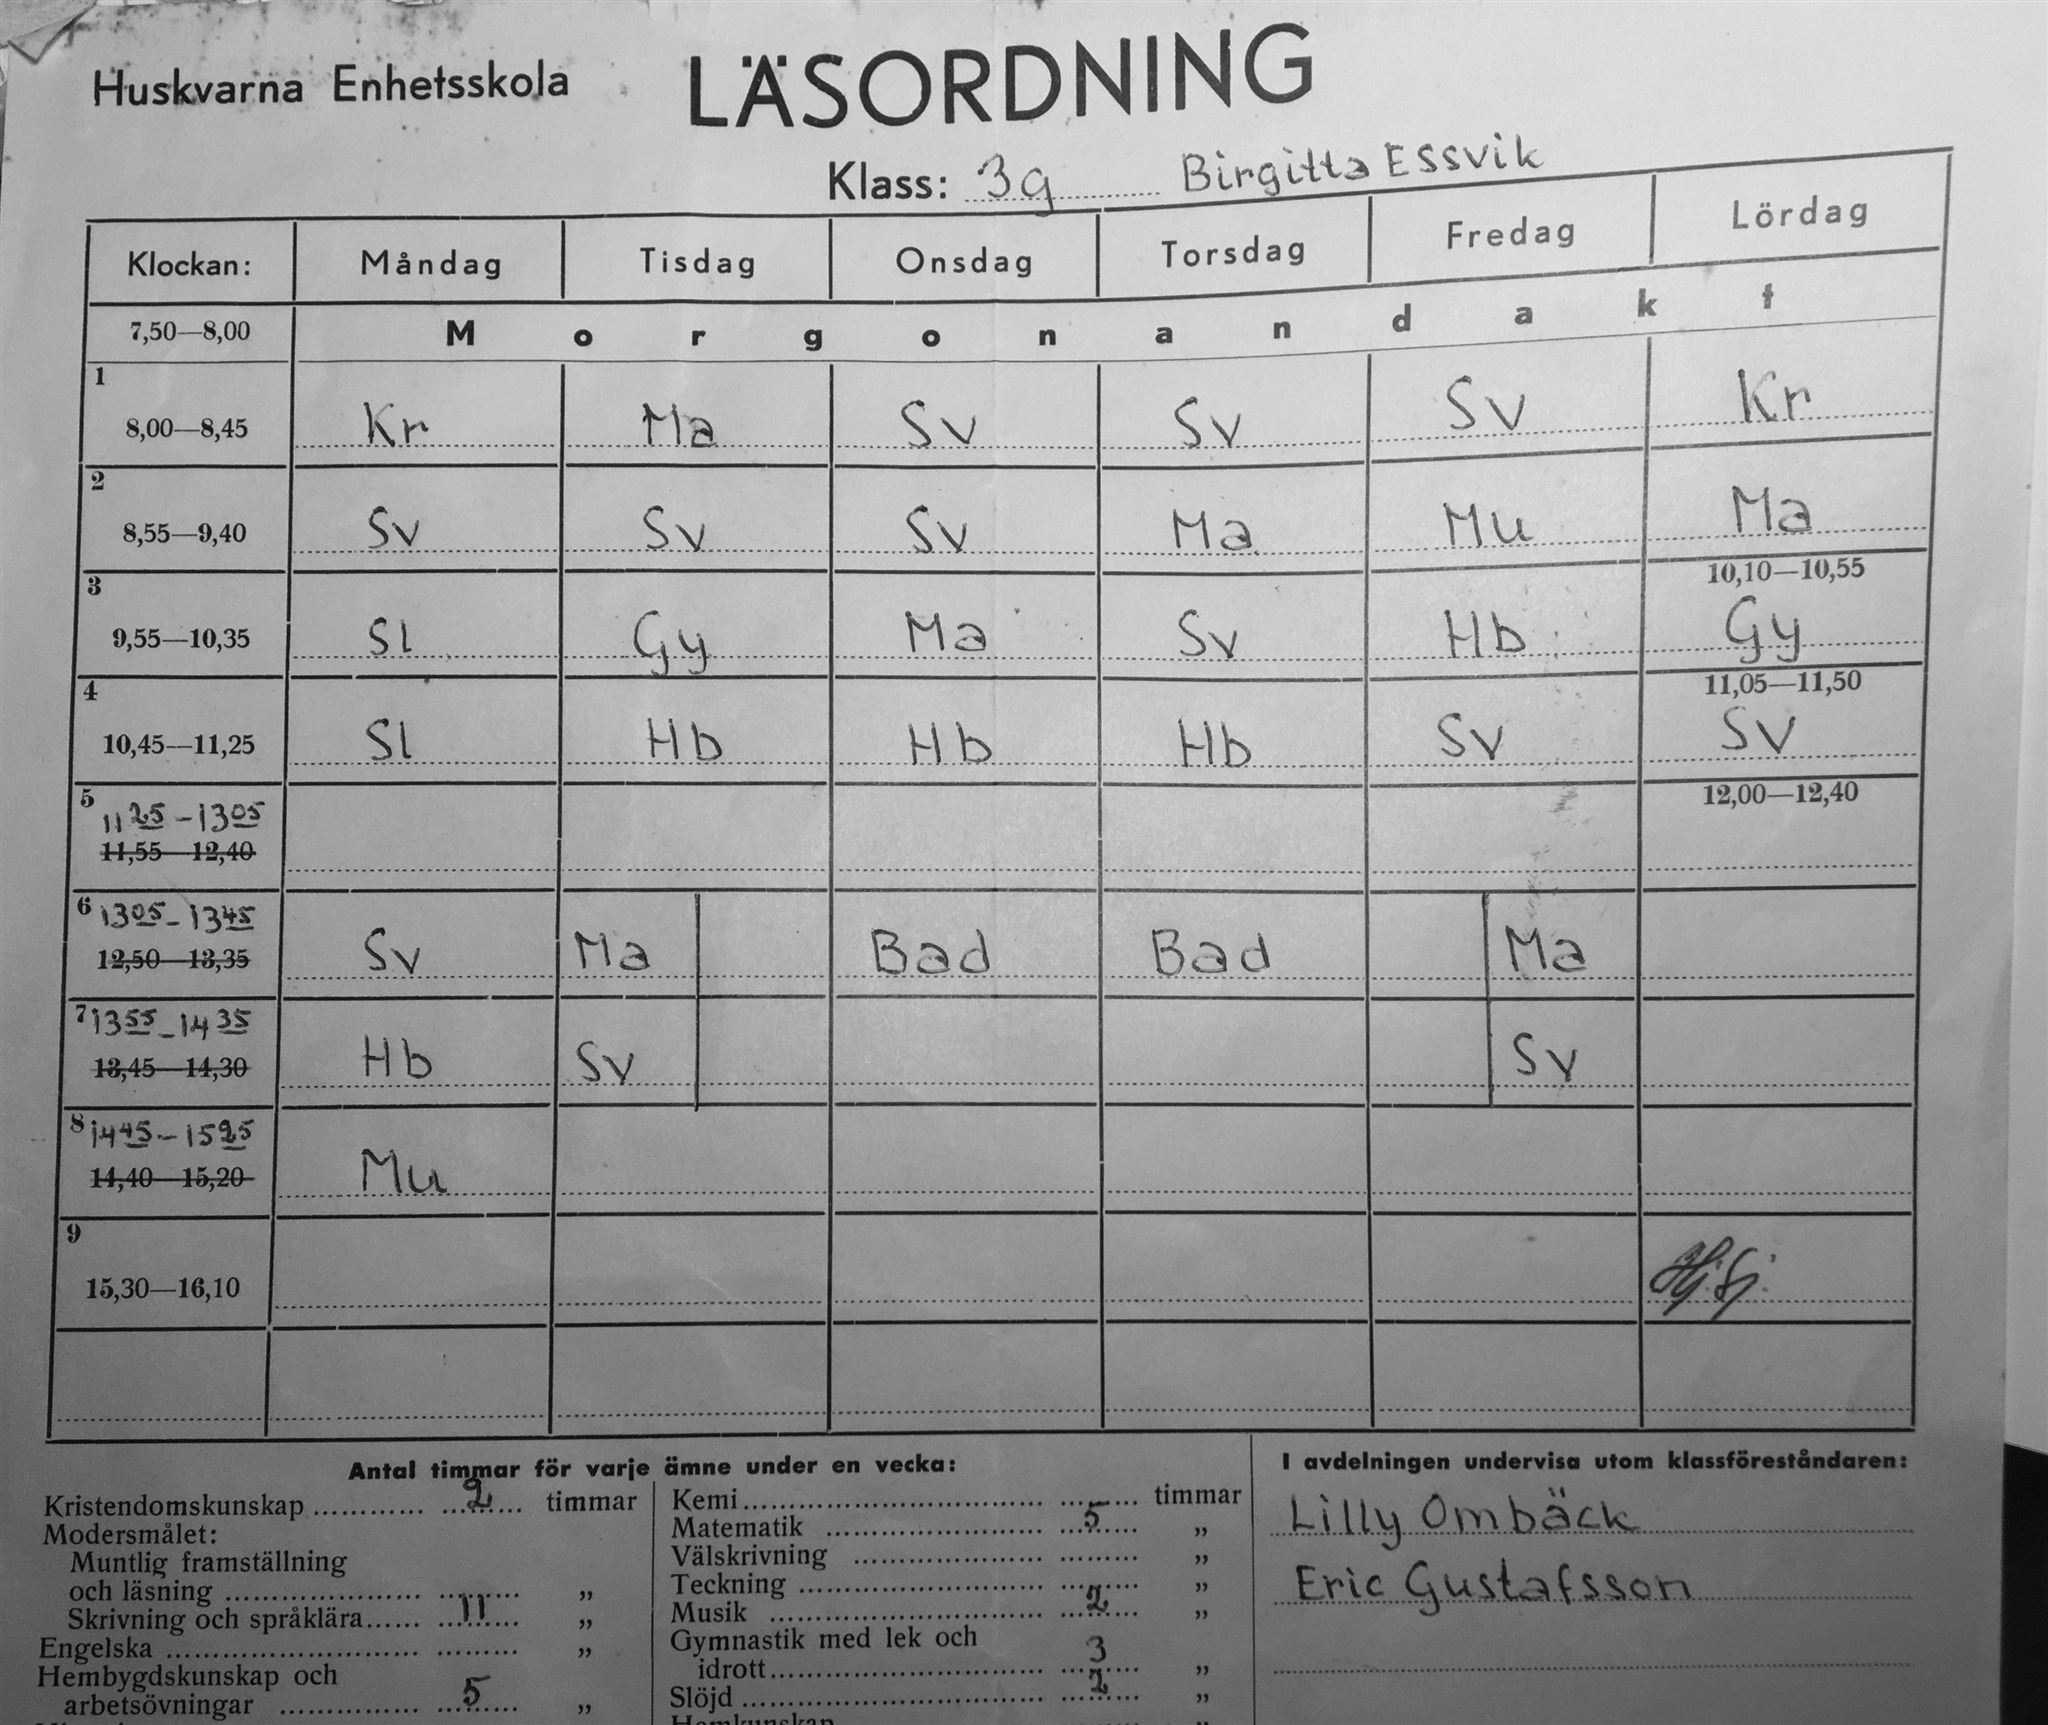 Huskvarna Enhetsskola LÄSORDNING
Klass: 3g Birgitta Essvik
Klockan: Måndag Tisdag Onsdag Torsdag Fredag Lördag
7,50—8,00 Morgonandakt
1
8,00—8,45 Kr Ma Sv Sv Sv Kr
2
8,55—9,40 Sv Sv Sv Ma Mu Ma
3 10,10—10,55
9,55—10,35 Sl Gy Ma Sv Hb Gy
4 11,05—11,50
10,45—11,25 Sl Hb Hb Hb Sv Sv
5 12,00—12,40
1125-1305
11,55—12,40
6 1305-1345
12,50—13,35 Sv Ma Bad Bad Ma
7 1355-1435
13,45—14,30 Hb Sv Sv
8 1445-1525
14,40—15,20 Mu
9
15,30—16,10
Antal timmar för varje ämne under en vecka:
Kristendomskunskap 2 timmar
Modersmålet:
Muntlig framställning
och läsning „
Skrivning och språklära 11 „
Engelska „
Hembygdskunskap och
arbetsövningar 5 „
Kemi timmar
Matematik 5 „
Välskrivning „
Teckning „
Musik 2 „
Gymnastik med lek och
idrott 3 „
Slöjd 2 „
Hemkunskap „
I avdelningen undervisa utom klassföreståndaren:
Lilly Ombäck
Eric Gustafsson